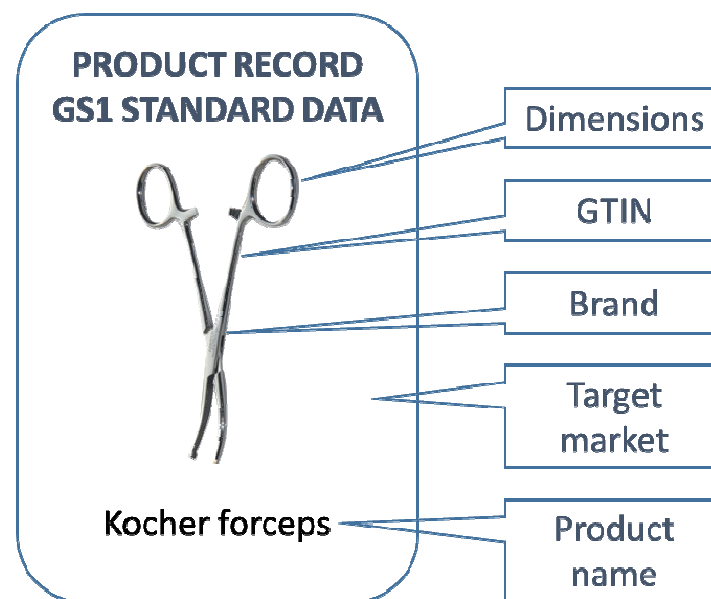 PRODUCT RECORD
GS1 STANDARD DATA
Dimensions
GTIN
Brand
Target
market
Kocher forceps
Product
name